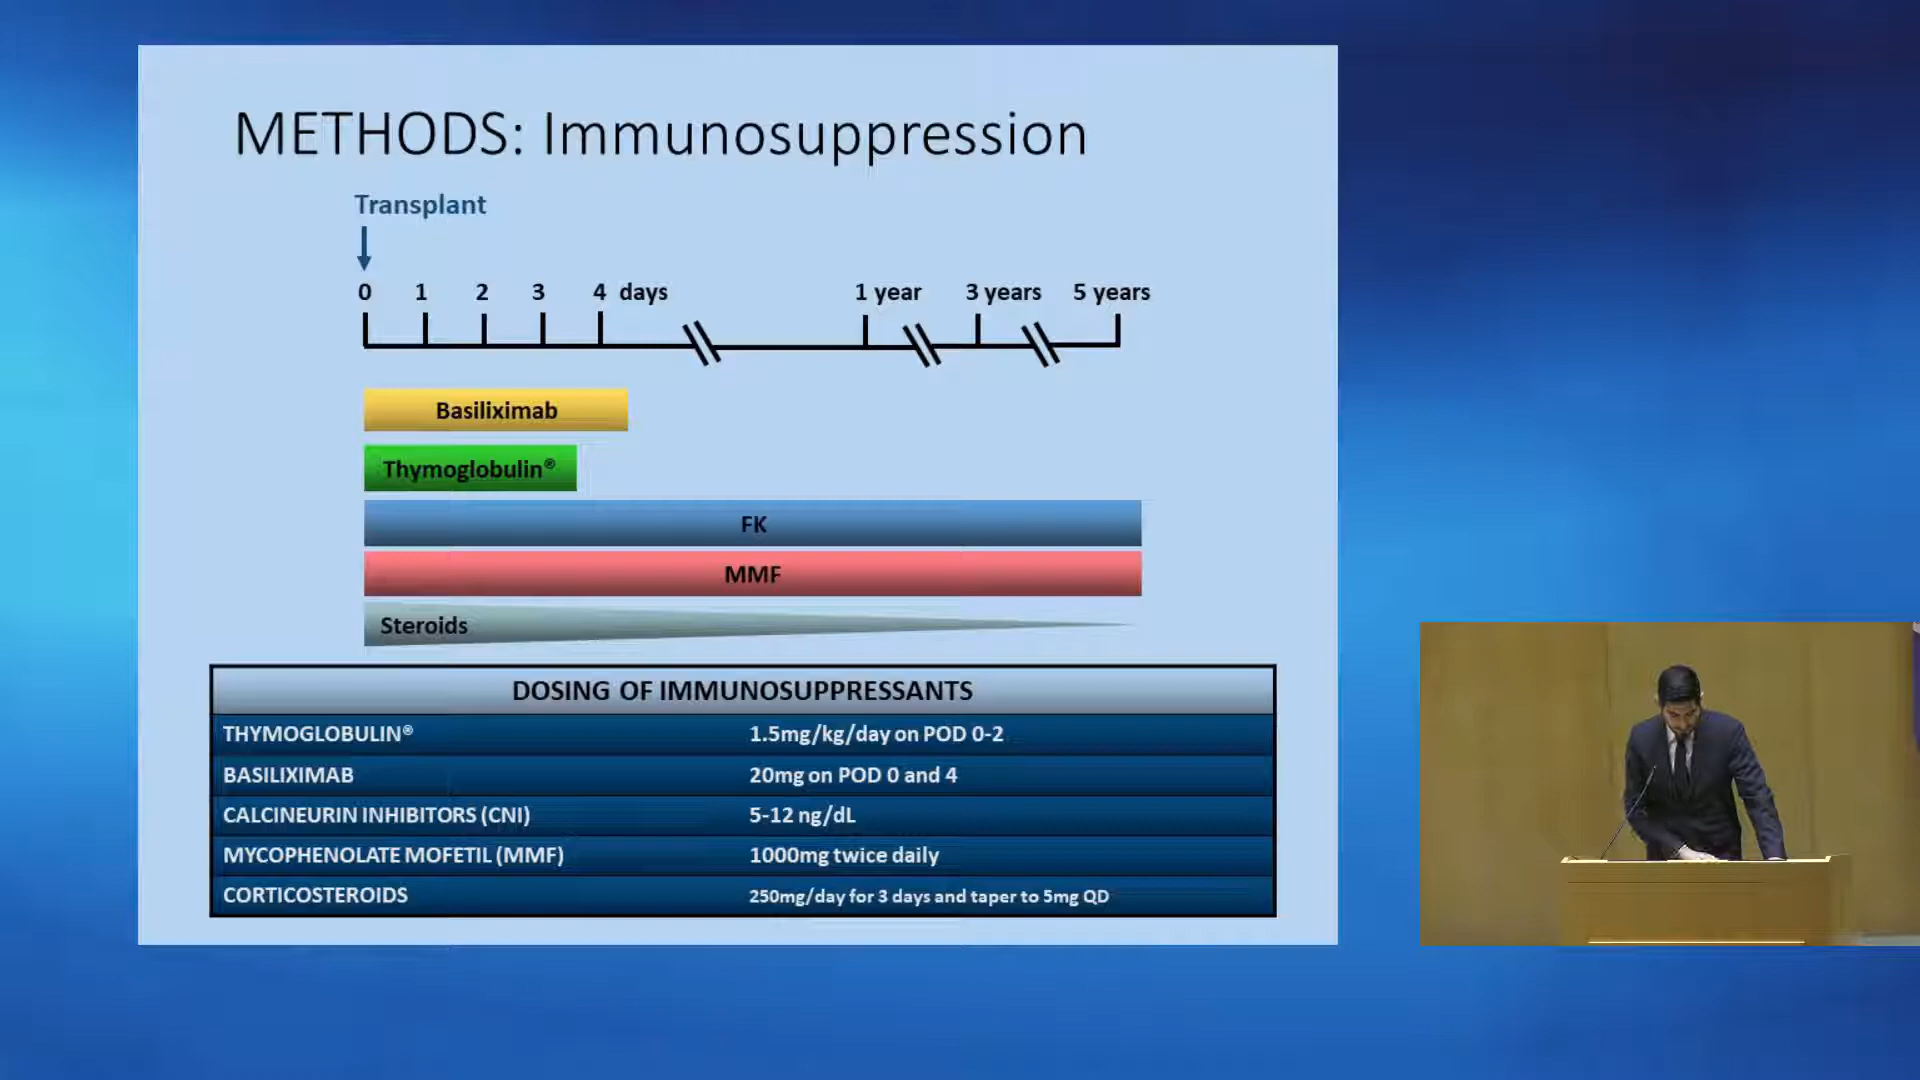 METHODS: Immunosuppression
Transplant
0 1 2 3 4 days 1 year 3 years 5 years
Basiliximab
Thymoglobulin®
FK
MMF
Steroids
DOSING OF IMMUNOSUPPRESSANTS
THYMOGLOBULIN® 1.5mg/kg/day on POD 0-2
BASILIXIMAB 20mg on POD 0 and 4
CALCINEURIN INHIBITORS (CNI) 5-12 ng/dL
MYCOPHENOLATE MOFETIL (MMF) 1000mg twice daily
CORTICOSTEROIDS 250mg/day for 3 days and taper to 5mg QD